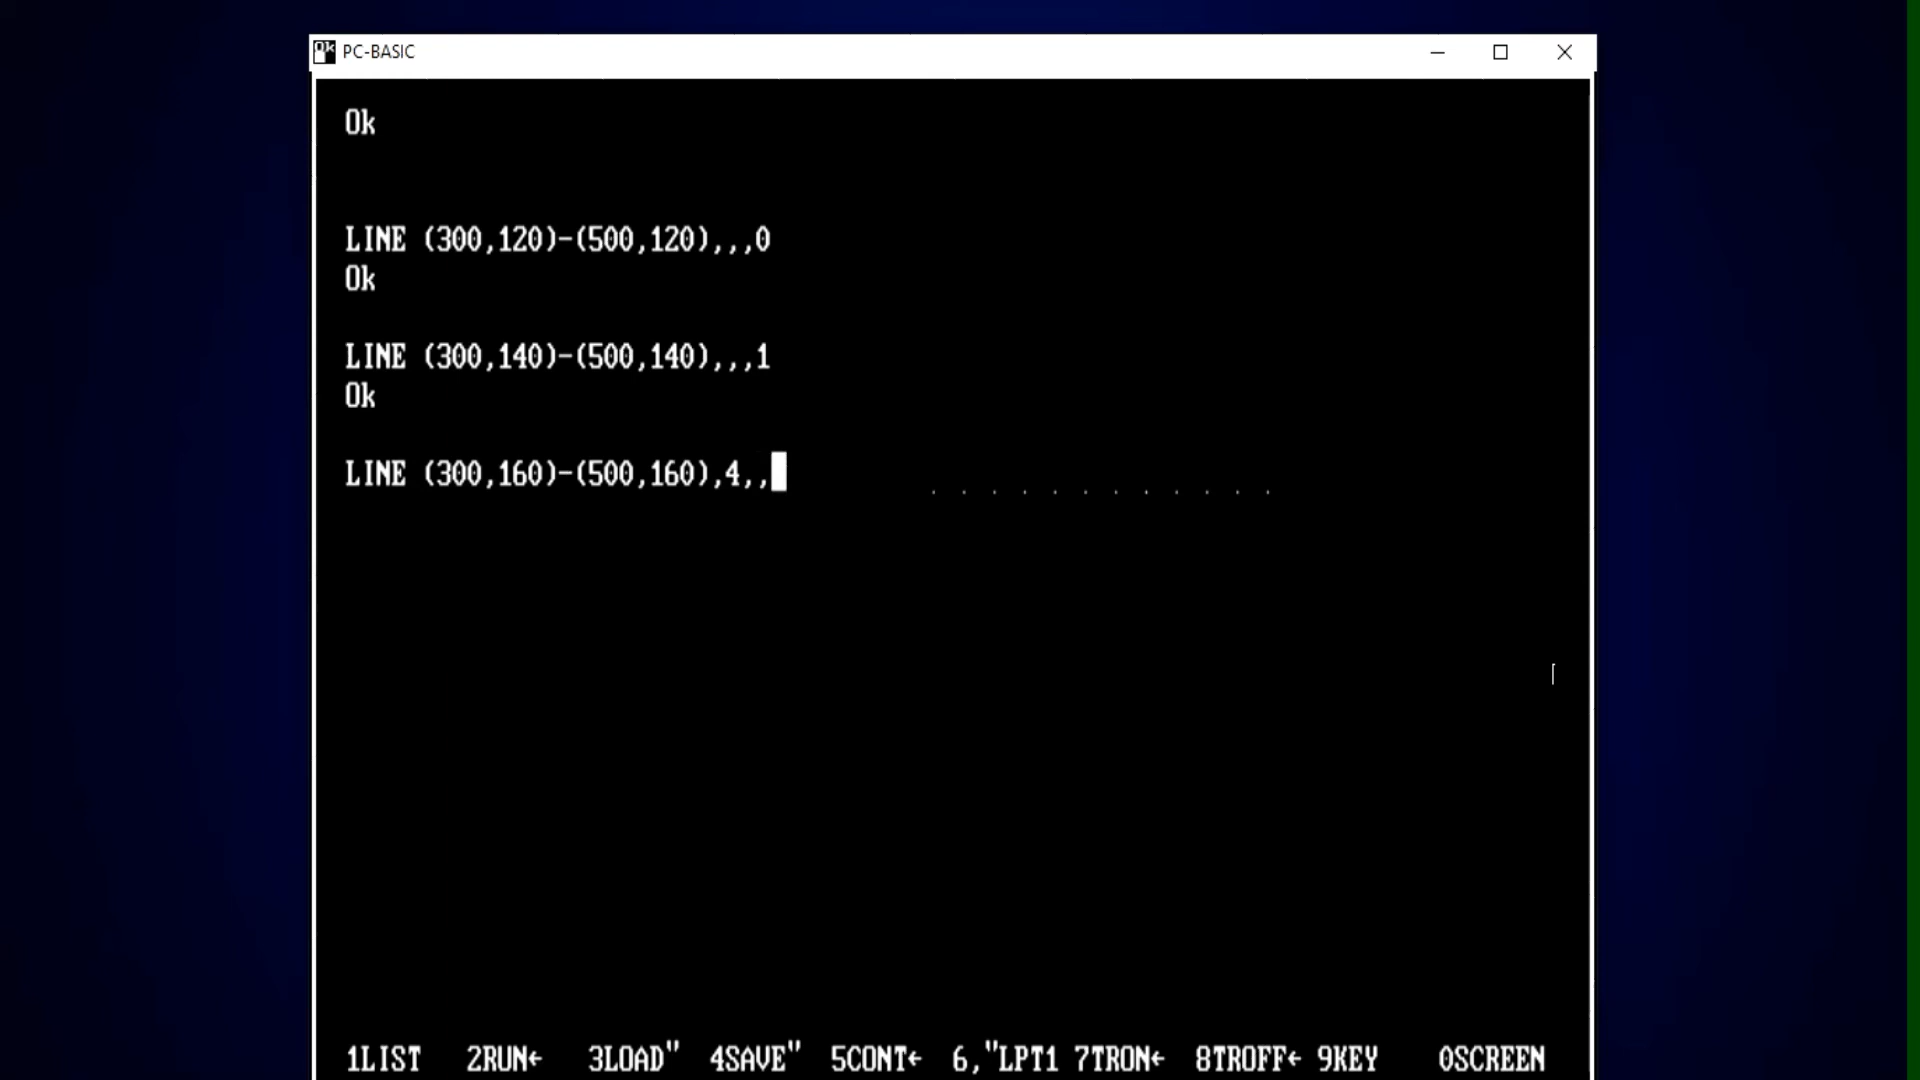 PC-BASIC
Ok
LINE (300,120)-(500,120),,,0
Ok
LINE (300,140)-(500,140),,,1
Ok
LINE (300,160)-(500,160),4,,
1LIST 2RUN← 3LOAD" 4SAVE" 5CONT← 6,"LPT1 7TRON← 8TROFF← 9KEY 0SCREEN